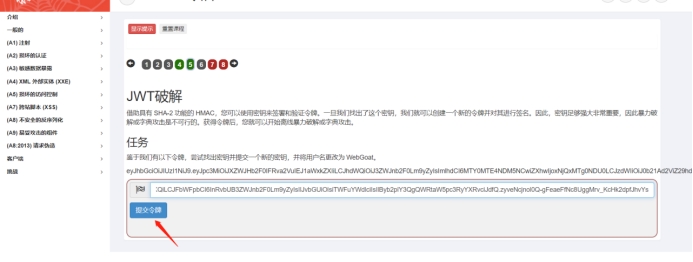 介绍
一般的
(A1) 注射
(A2) 损坏的认证
(A3) 敏感数据暴露
(A4) XML 外部实体 (XXE)
(A5) 损坏的访问控制
(A7) 跨站脚本 (XSS)
(A8) 不安全的反序列化
(A9) 易受攻击的组件
(A8:2013) 请求伪造
客户端
挑战
显示提示 重置课程
1 2 3 4 5 6 7 8
JWT破解
借助具有 SHA-2 功能的 HMAC，您可以使用密钥来签署和验证令牌。一旦我们找出了这个密钥，我们就可以创建一个新的令牌并对其进行签名。因此，密钥足够强大非常重要，因此暴力破
解或字典攻击是不可行的。获得令牌后，您就可以开始离线暴力破解或字典攻击。
任务
鉴于我们有以下令牌，尝试找出密钥并提交一个新的密钥，并将用户名更改为 WebGoat。
提交令牌